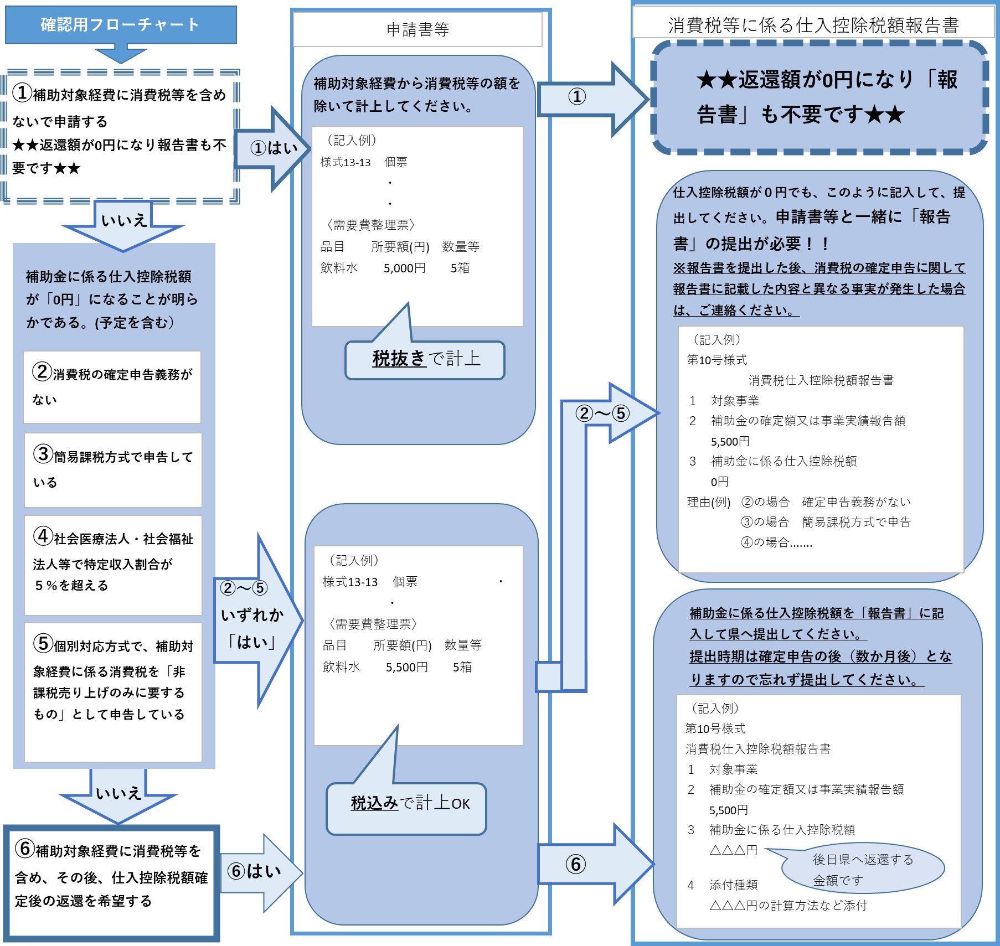 確認用フローチャート
①補助対象経費に消費税等を含め
ないで申請する
★★返還額が0円になり報告書も不
要です★★
①はい
いいえ
補助金に係る仕入控除税額
が「0円」になることが明ら
かである。(予定を含む）
②消費税の確定申告義務が
ない
③簡易課税方式で申告して
いる
④社会医療法人・社会福祉
法人等で特定収入割合が
５％を超える
⑤個別対応方式で、補助対
象経費に係る消費税を「非
課税売り上げのみに要する
もの」として申告している
②～⑤
いずれか
「はい」
いいえ
⑥補助対象経費に消費税等を
含め、その後、仕入控除税額確
定後の返還を希望する
⑥はい
申請書等
補助対象経費から消費税等の額を
除いて計上してください。
（記入例）
様式13-13　個票
・
・
〈需要費整理票〉
品目　　所要額(円)　数量等
飲料水　　5,000円　　5箱
税抜きで計上
（記入例）
様式13-13　個票　　　　　　・
・
〈需要費整理票〉
品目　　所要額(円)　数量等
飲料水　　5,500円　　5箱
税込みで計上OK
①
②～⑤
⑥
消費税等に係る仕入控除税額報告書
★★返還額が0円になり「報
告書」も不要です★★
仕入控除税額が０円でも、このように記入して、提
出してください。申請書等と一緒に「報告
書」の提出が必要！！
※報告書を提出した後、消費税の確定申告に関して
報告書に記載した内容と異なる事実が発生した場合
は、ご連絡ください。
（記入例）
第10号様式
消費税仕入控除税額報告書
１　対象事業
２　補助金の確定額又は事業実績報告額
5,500円
３　補助金に係る仕入控除税額
0円
理由(例)　②の場合　確定申告義務がない
③の場合　簡易課税方式で申告
④の場合.......
補助金に係る仕入控除税額を「報告書」に記
入して県へ提出してください。
提出時期は確定申告の後（数か月後）とな
りますので忘れず提出してください。
（記入例）
第10号様式
消費税仕入控除税額報告書
１　対象事業
２　補助金の確定額又は事業実績報告額
5,500円
３　補助金に係る仕入控除税額
△△△円
後日県へ返還する
金額です
４　添付種類
△△△円の計算方法など添付